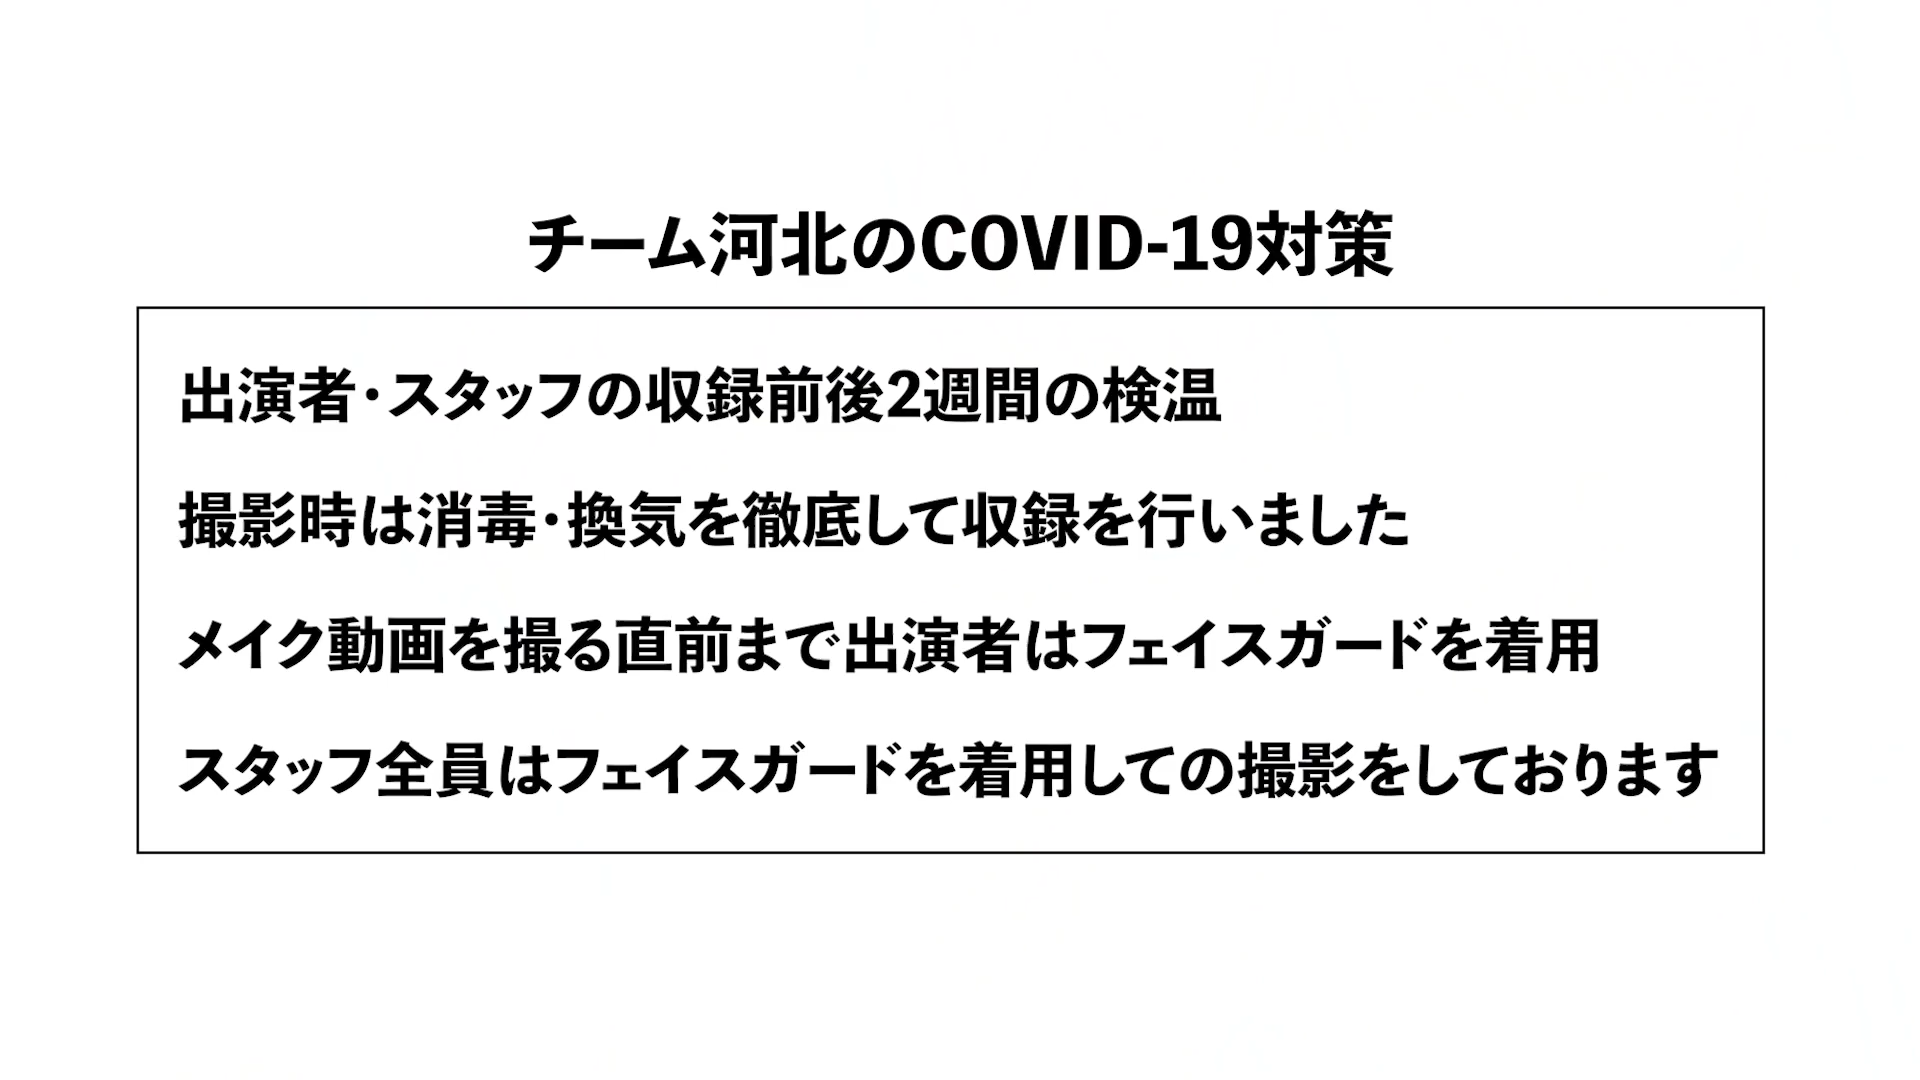 チーム河北のCOVID-19対策
出演者・スタッフの収録前後2週間の検温
撮影時は消毒・換気を徹底して収録を行いました
メイク動画を撮る直前まで出演者はフェイスガードを着用
スタッフ全員はフェイスガードを着用しての撮影をしております